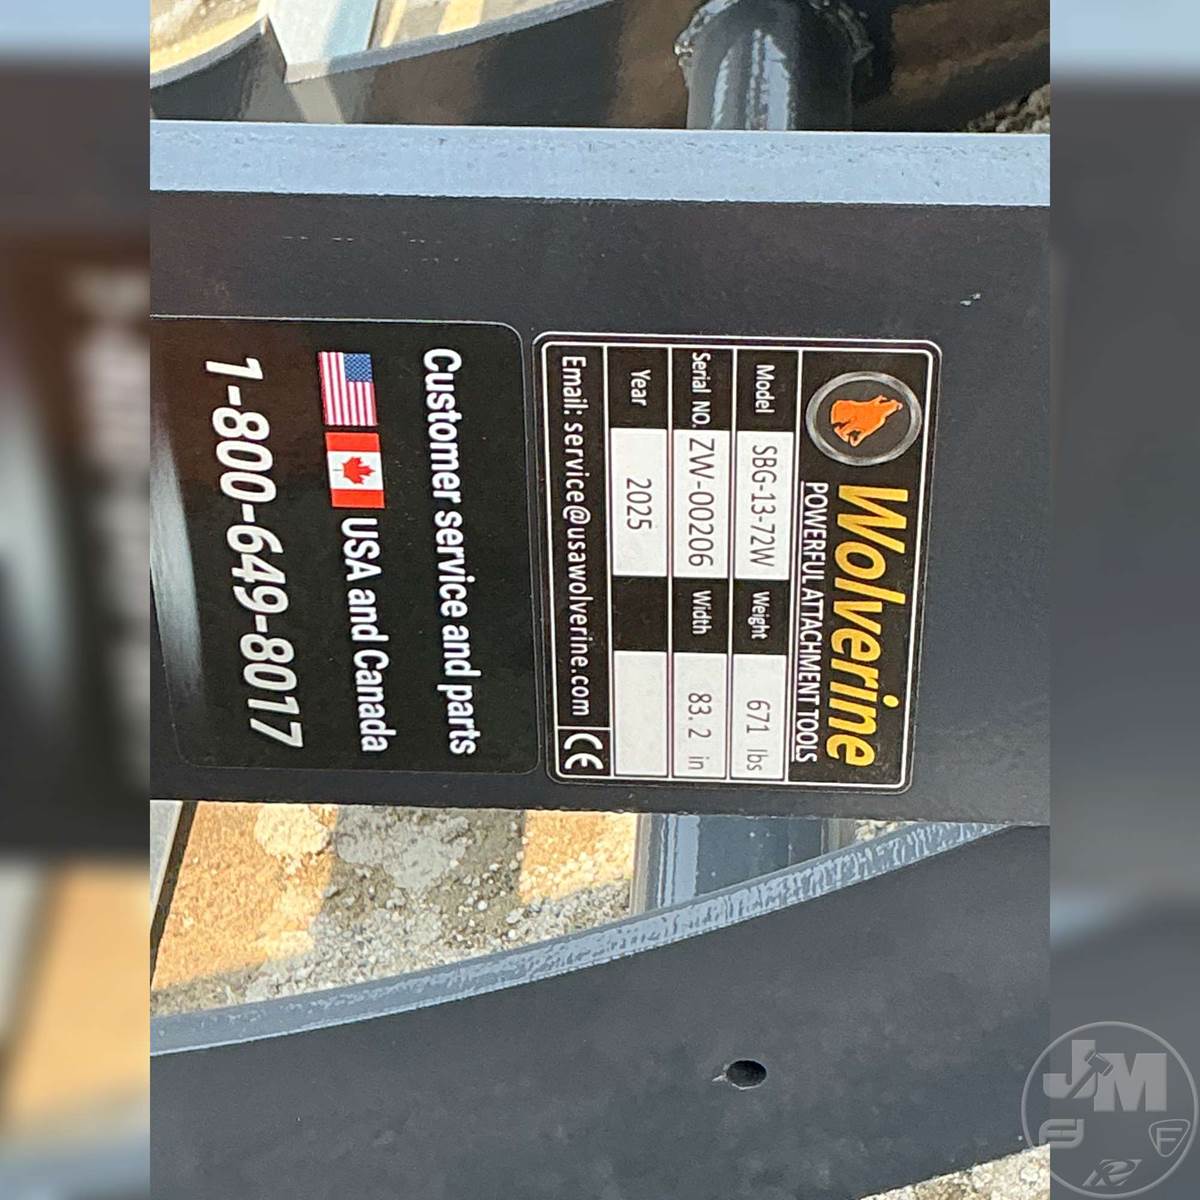 Wolverine
POWERFUL ATTACHMENT TOOLS
Model SBG-13-72W Weight 671 lbs
Serial NO. ZW-00206 Width 83.2 in
Year 2025
Email: service@usawolverine.com CE
Customer service and parts
USA and Canada
1-800-649-8017
JM